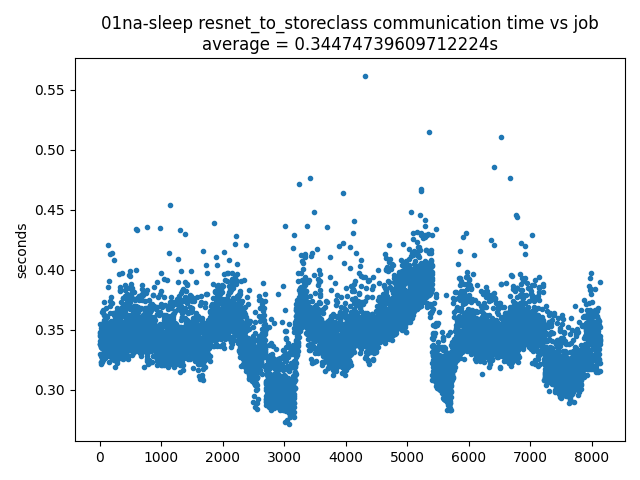 01na-sleep resnet_to_storeclass communication time vs job
average = 0.34474739609712224s
seconds
0.55
0.50
0.45
0.40
0.35
0.30
0 1000 2000 3000 4000 5000 6000 7000 8000